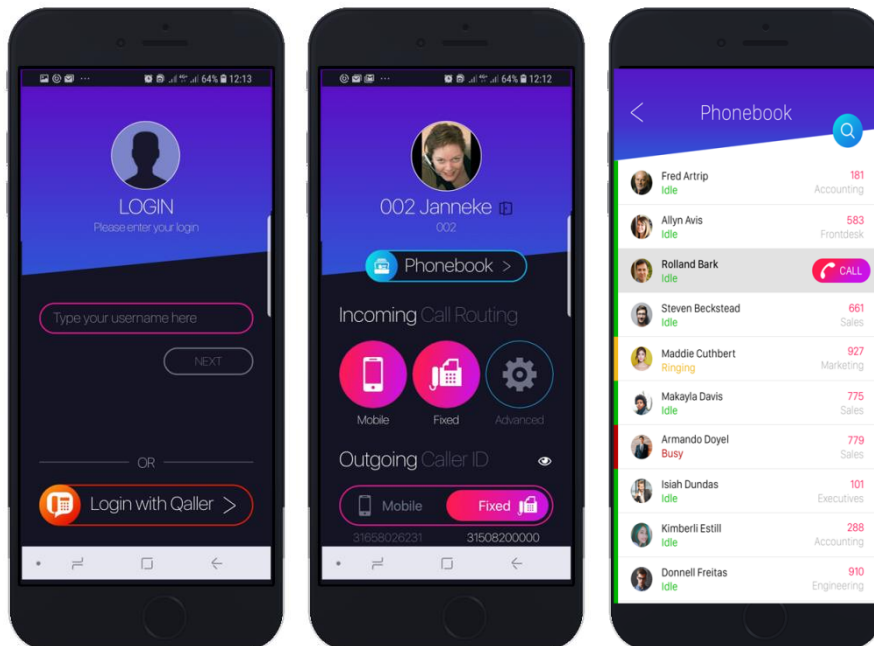 64% 12:13
LOGIN
Please enter your login
Type your username here
NEXT
OR
Login with Qaller >
64% 12:12
002 Janneke
002
Phonebook >
Incoming Call Routing
Mobile Fixed Advanced
Outgoing Caller ID
Mobile Fixed
31658026231 31508200000
Phonebook
Fred Artrip 181
Idle Accounting
Allyn Avis 583
Idle Frontdesk
Rolland Bark CALL
Idle
Steven Beckstead 661
Idle Sales
Maddie Cuthbert 927
Ringing Marketing
Makayla Davis 775
Idle Sales
Armando Doyel 779
Busy Sales
Isiah Dundas 101
Idle Executives
Kimberli Estill 288
Idle Accounting
Donnell Freitas 910
Idle Engineering